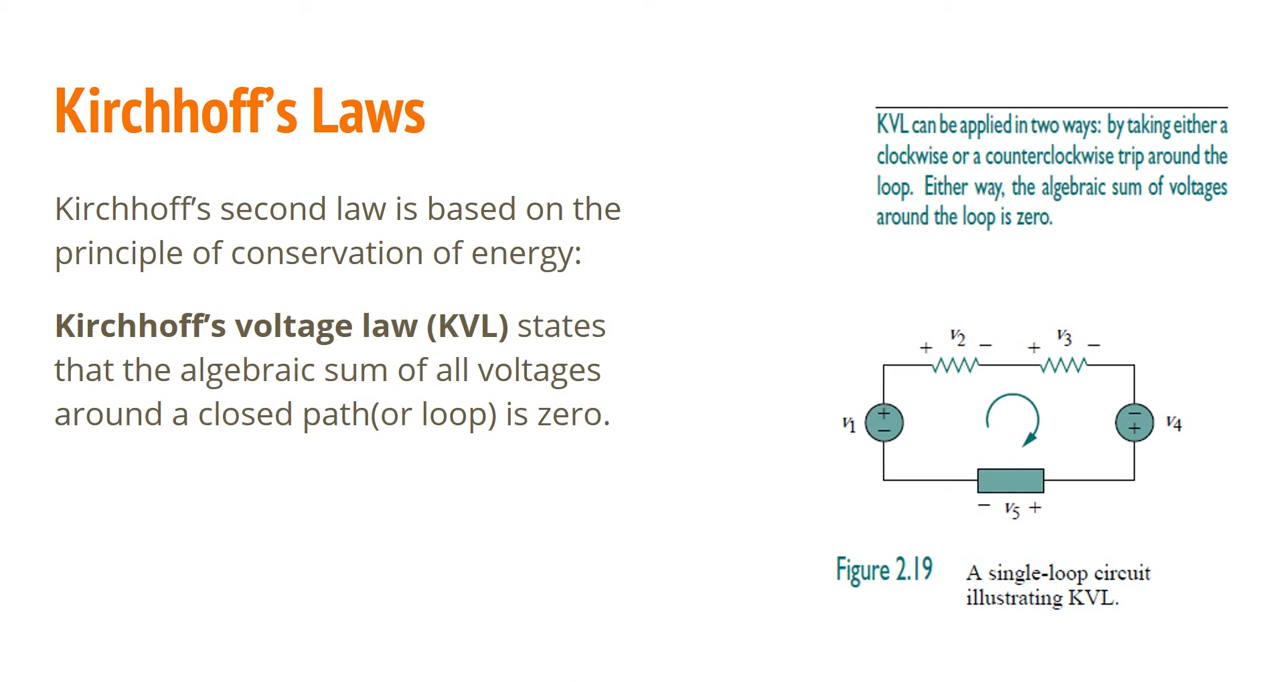 Kirchhoff's Laws
Kirchhoff's second law is based on the
principle of conservation of energy:
Kirchhoff's voltage law (KVL) states
that the algebraic sum of all voltages
around a closed path(or loop) is zero.
KVL can be applied in two ways: by taking either a
clockwise or a counterclockwise trip around the
loop. Either way, the algebraic sum of voltages
around the loop is zero.
+ v2 − + v3 −
v1 + − − + v4
− v5 +
Figure 2.19 A single-loop circuit
illustrating KVL.